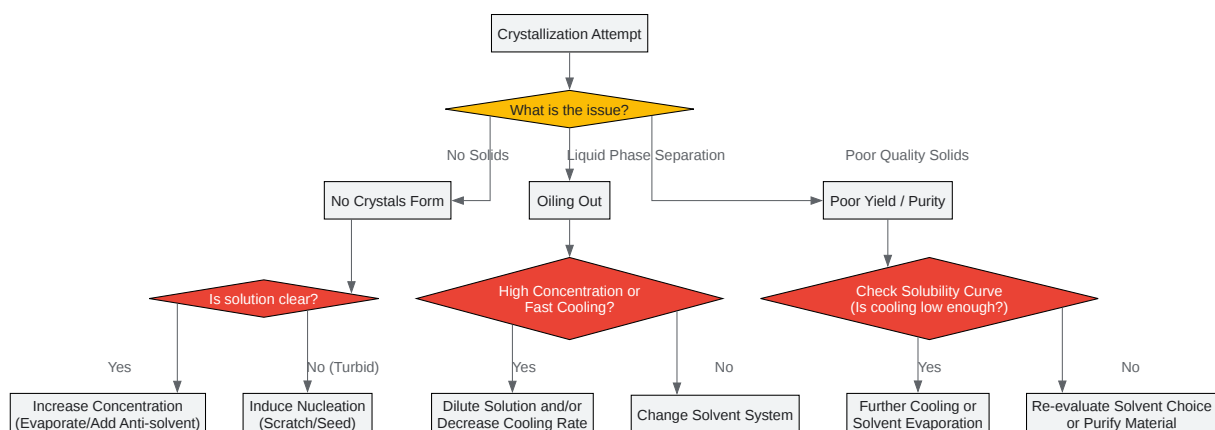 Crystallization Attempt
What is the issue?
No Solids
Liquid Phase Separation
Poor Quality Solids
No Crystals Form
Oiling Out
Poor Yield / Purity
Is solution clear?
High Concentration or
Fast Cooling?
Check Solubility Curve
(Is cooling low enough?)
Yes
No (Turbid)
Yes
No
Yes
No
Increase Concentration
(Evaporate/Add Anti-solvent)
Induce Nucleation
(Scratch/Seed)
Dilute Solution and/or
Decrease Cooling Rate
Change Solvent System
Further Cooling or
Solvent Evaporation
Re-evaluate Solvent Choice
or Purify Material